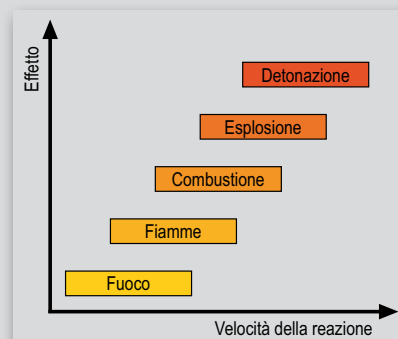 Effetto
Detonazione
Esplosione
Combustione
Fiamme
Fuoco
Velocità della reazione